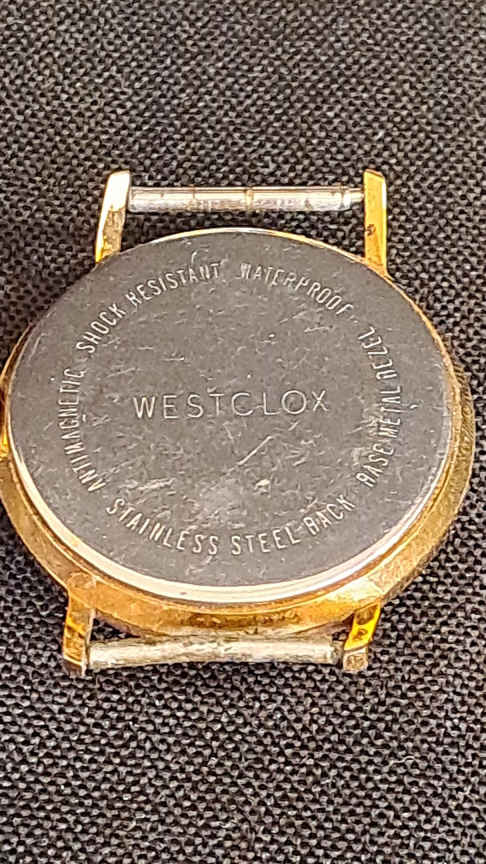 WESTCLOX
ANTIMAGNETIC SHOCK RESISTANT WATERPROOF
BASE METAL BEZEL
STAINLESS STEEL BACK